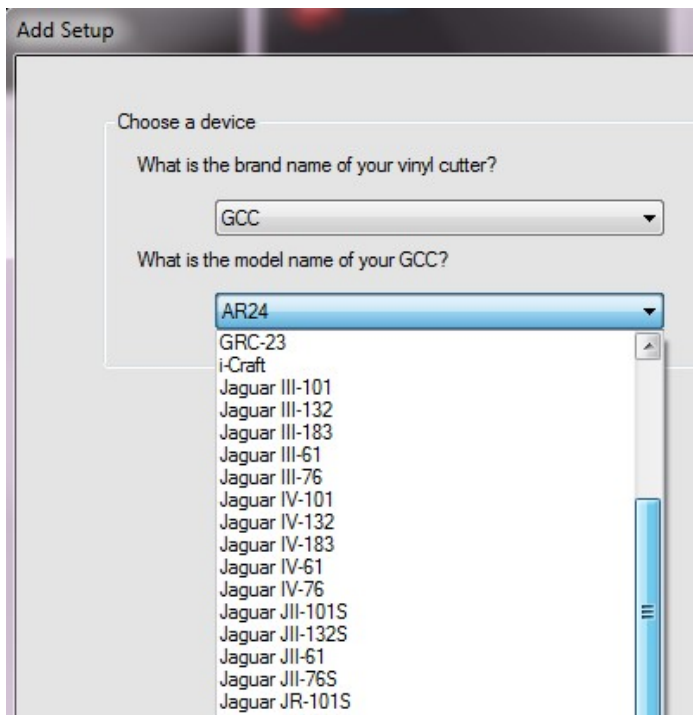 Add Setup
Choose a device
What is the brand name of your vinyl cutter?
GCC
What is the model name of your GCC?
AR24
GRC-23
i-Craft
Jaguar III-101
Jaguar III-132
Jaguar III-183
Jaguar III-61
Jaguar III-76
Jaguar IV-101
Jaguar IV-132
Jaguar IV-183
Jaguar IV-61
Jaguar IV-76
Jaguar JII-101S
Jaguar JII-132S
Jaguar JII-61
Jaguar JII-76S
Jaguar JR-101S